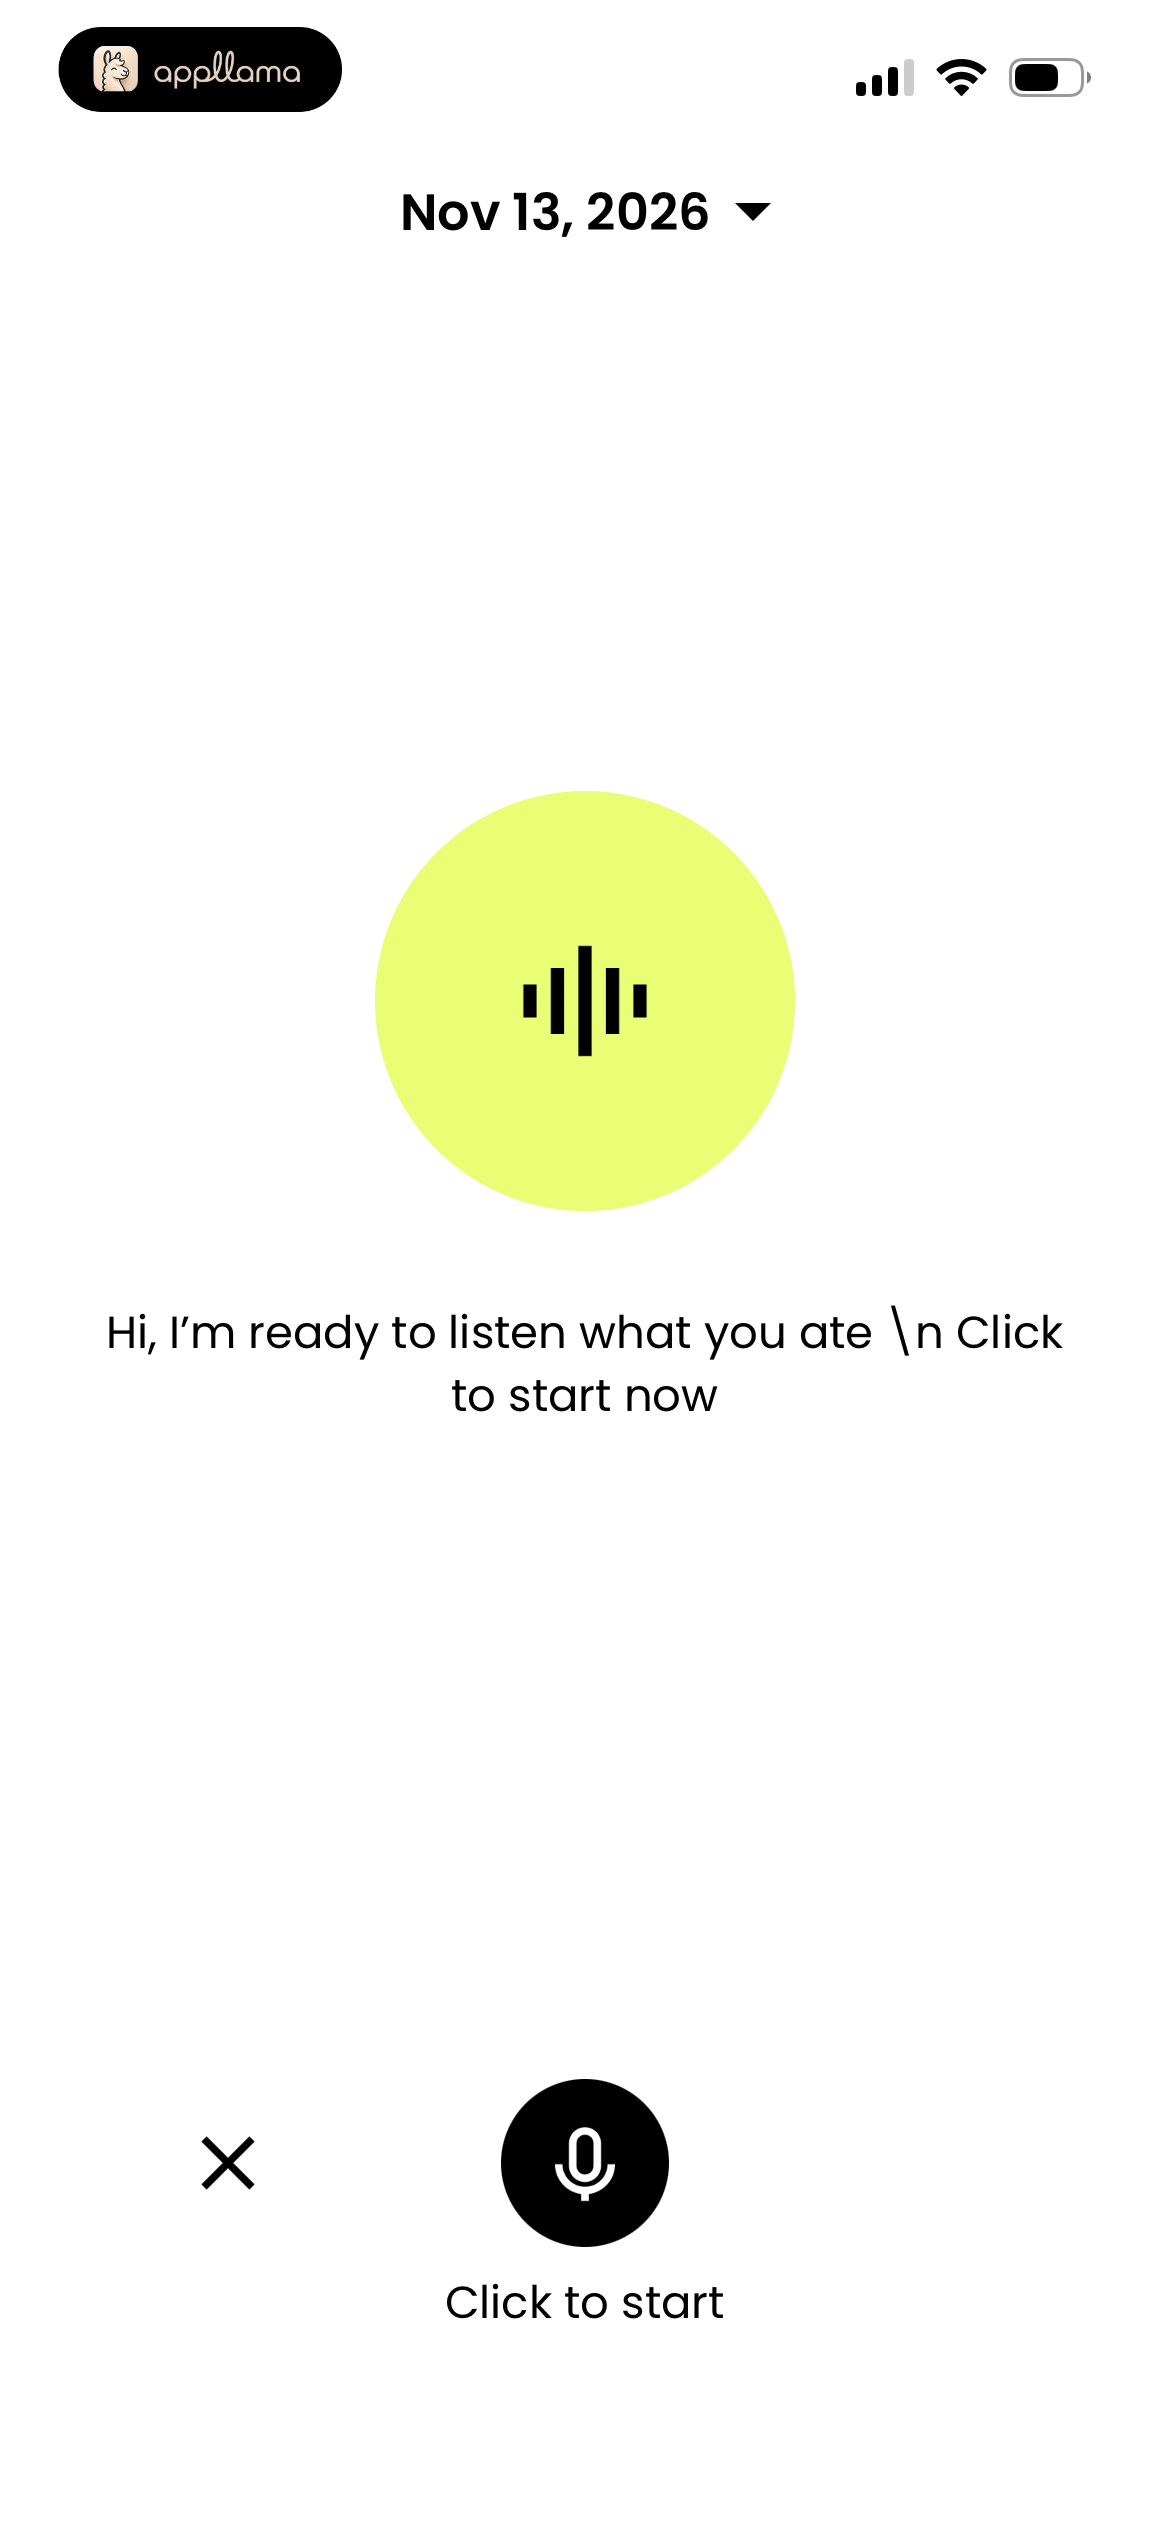 appllama
Nov 13, 2026
Hi, I’m ready to listen what you ate \n Click
to start now
Click to start